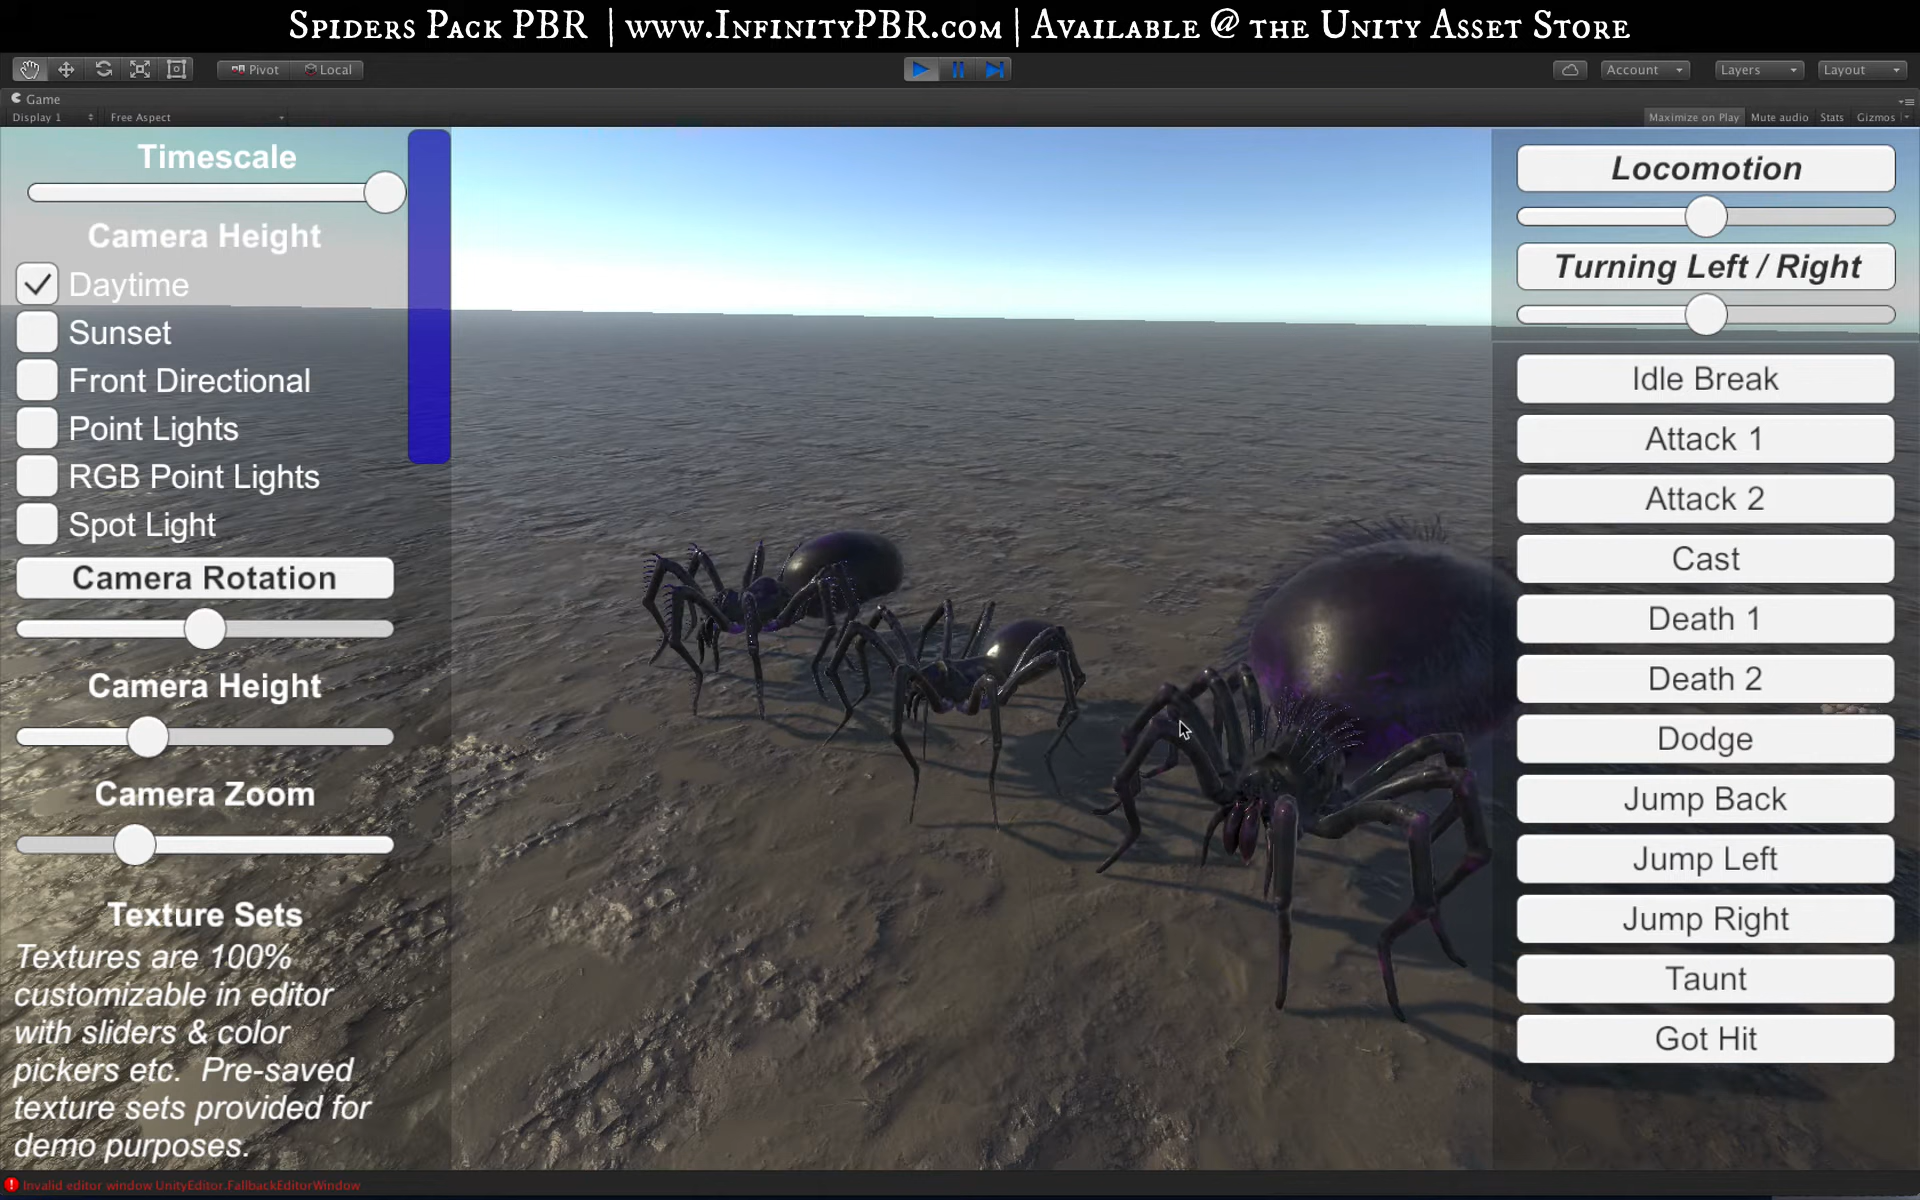 Spiders Pack PBR | www.InfinityPBR.com | Available @ the Unity Asset Store
Pivot Local Account Layers Layout
Game
Display 1 Free Aspect Maximize on Play Mute audio Stats Gizmos
Timescale
Camera Height
Daytime
Sunset
Front Directional
Point Lights
RGB Point Lights
Spot Light
Camera Rotation
Camera Height
Camera Zoom
Texture Sets
Textures are 100%
customizable in editor
with sliders & color
pickers etc. Pre-saved
texture sets provided for
demo purposes.
Locomotion
Turning Left / Right
Idle Break
Attack 1
Attack 2
Cast
Death 1
Death 2
Dodge
Jump Back
Jump Left
Jump Right
Taunt
Got Hit
Invalid editor window UnityEditor.FallbackEditorWindow